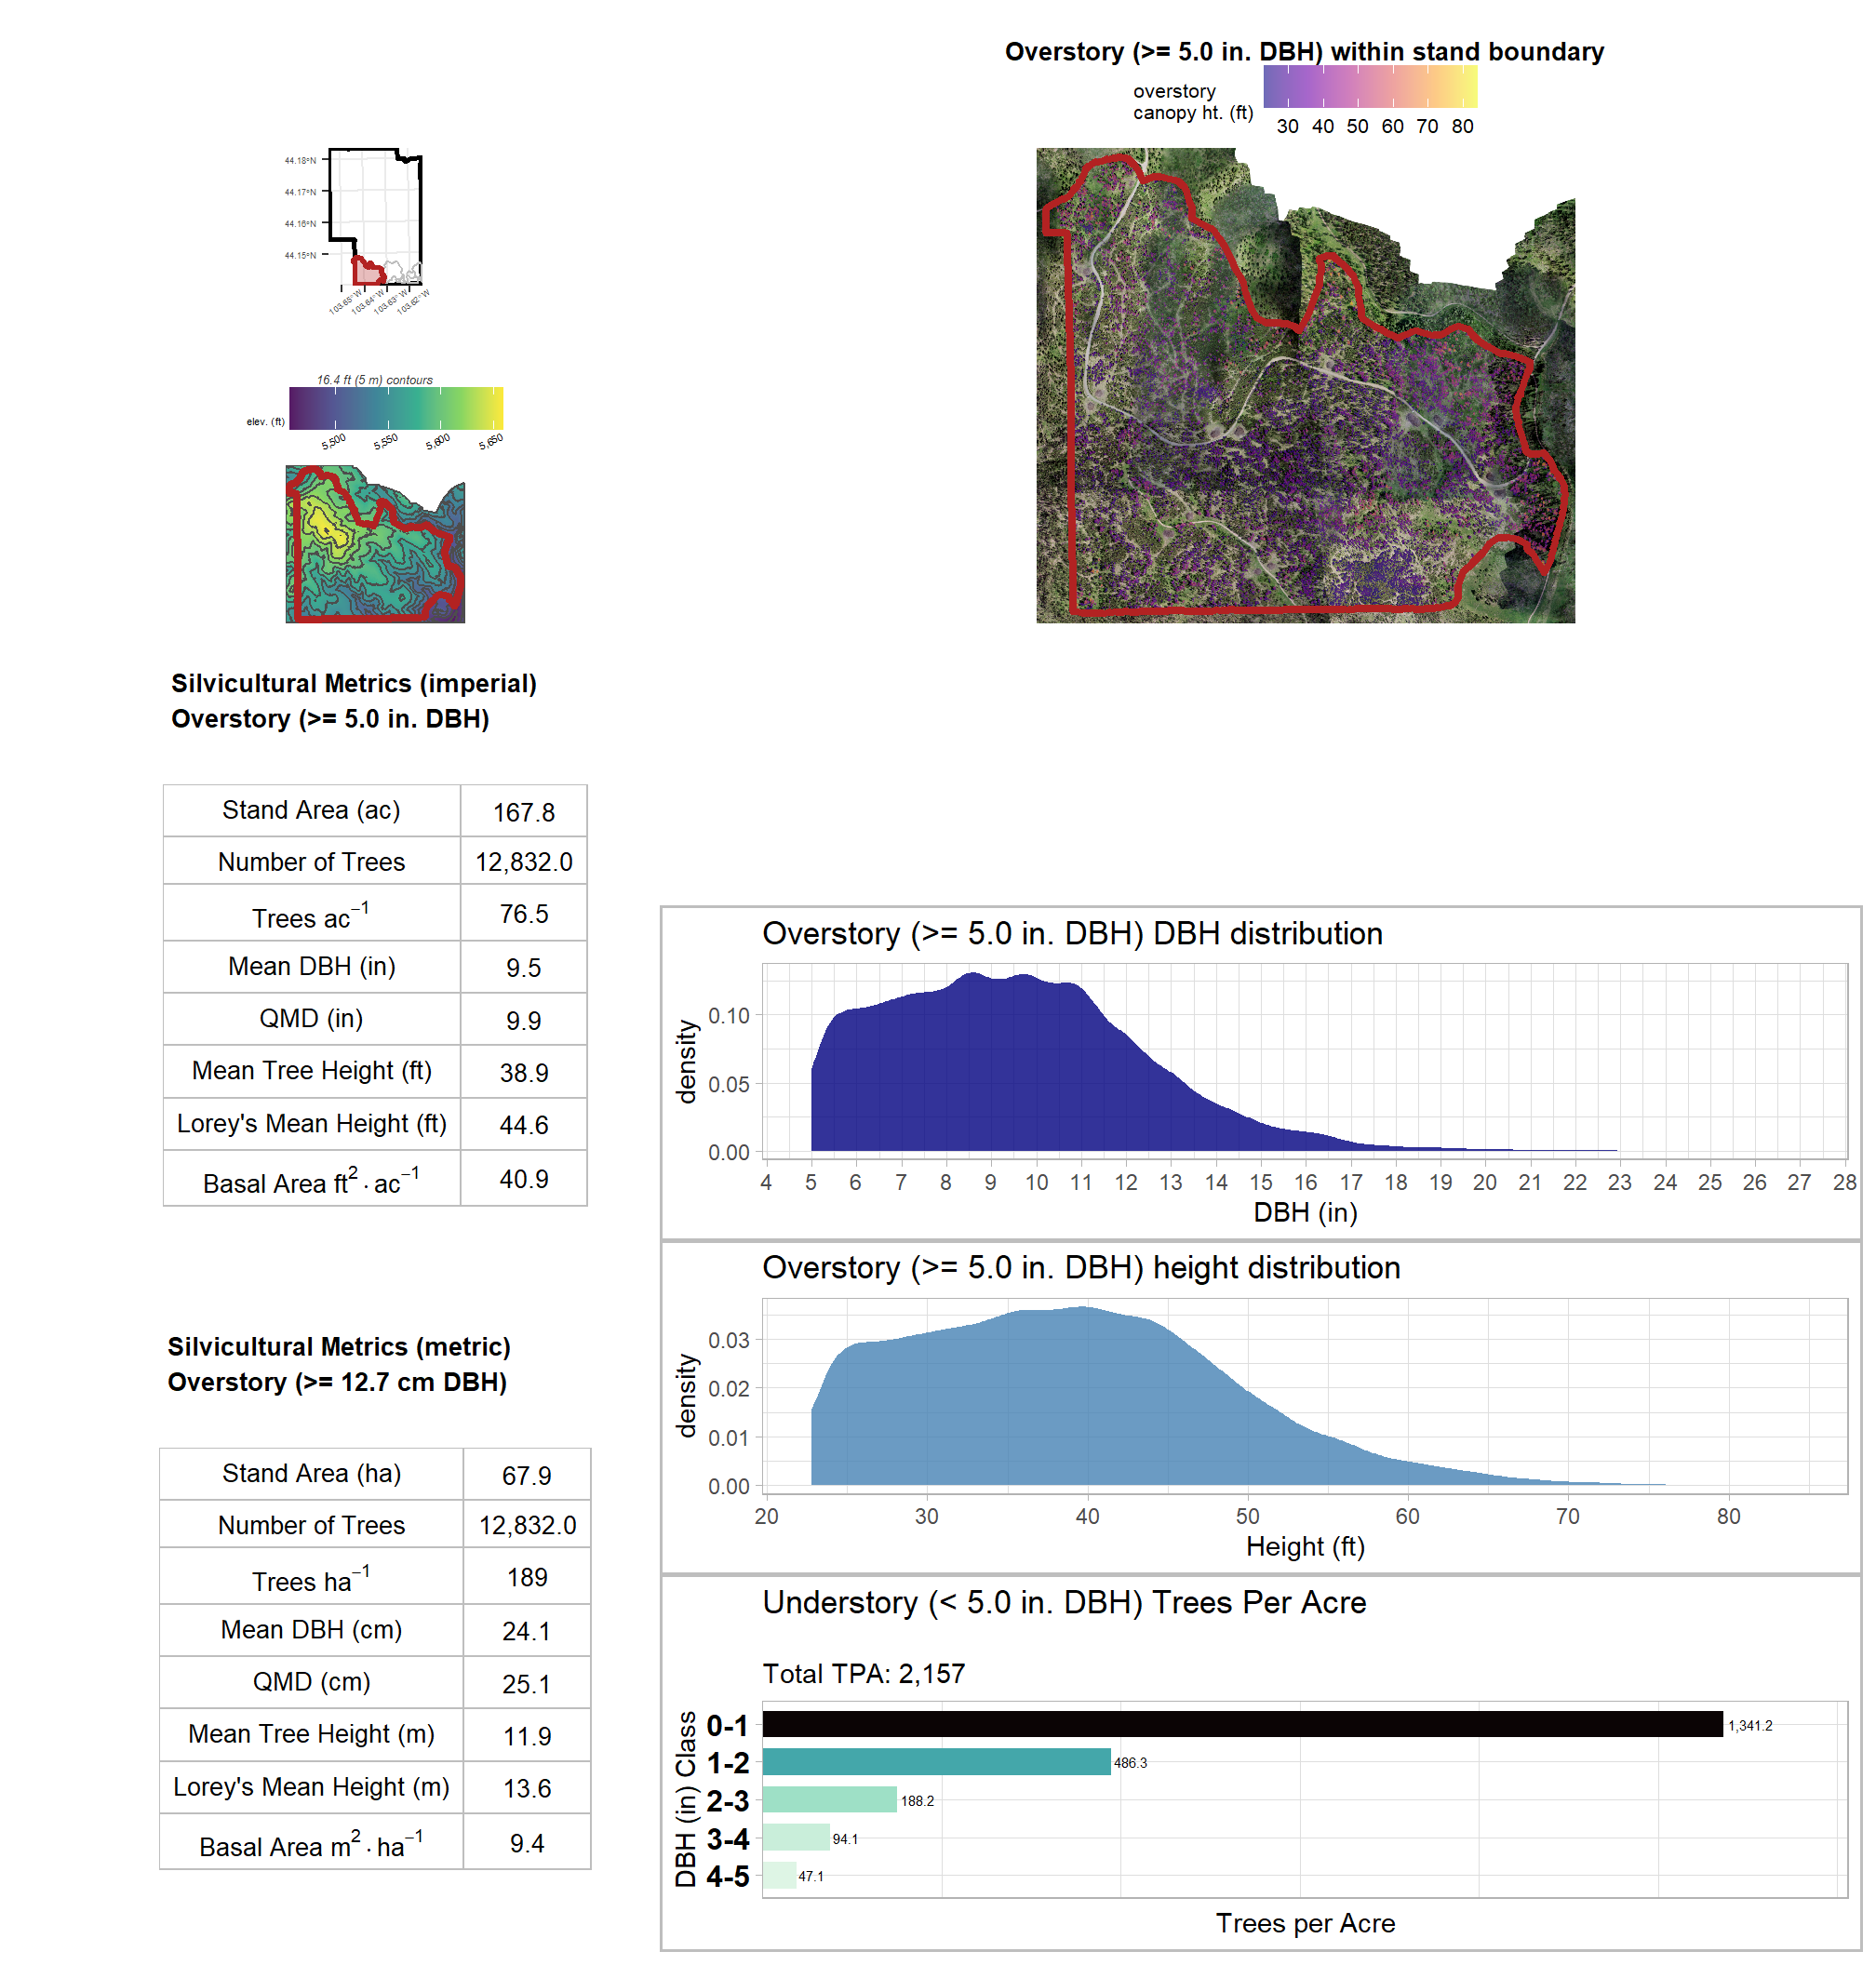 Overstory (>= 5.0 in. DBH) within stand boundary
overstory
canopy ht. (ft)
30 40 50 60 70 80
44.18°N
44.17°N
44.16°N
44.15°N
103.65°W 103.64°W 103.63°W 103.62°W
16.4 ft (5 m) contours
elev. (ft)
5,500 5,550 5,600 5,650
Silvicultural Metrics (imperial)
Overstory (>= 5.0 in. DBH)
Stand Area (ac) 167.8
Number of Trees 12,832.0
Trees ac⁻¹ 76.5
Mean DBH (in) 9.5
QMD (in) 9.9
Mean Tree Height (ft) 38.9
Lorey's Mean Height (ft) 44.6
Basal Area ft² · ac⁻¹ 40.9
Silvicultural Metrics (metric)
Overstory (>= 12.7 cm DBH)
Stand Area (ha) 67.9
Number of Trees 12,832.0
Trees ha⁻¹ 189
Mean DBH (cm) 24.1
QMD (cm) 25.1
Mean Tree Height (m) 11.9
Lorey's Mean Height (m) 13.6
Basal Area m² · ha⁻¹ 9.4
Overstory (>= 5.0 in. DBH) DBH distribution
density
0.10
0.05
0.00
4 5 6 7 8 9 10 11 12 13 14 15 16 17 18 19 20 21 22 23 24 25 26 27 28
DBH (in)
Overstory (>= 5.0 in. DBH) height distribution
density
0.03
0.02
0.01
0.00
20 30 40 50 60 70 80
Height (ft)
Understory (< 5.0 in. DBH) Trees Per Acre
Total TPA: 2,157
DBH (in) Class
0-1 1,341.2
1-2 486.3
2-3 188.2
3-4 94.1
4-5 47.1
Trees per Acre